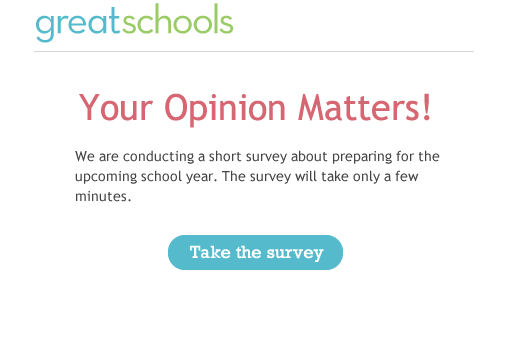 greatschools
Your Opinion Matters!
We are conducting a short survey about preparing for the
upcoming school year. The survey will take only a few
minutes.
Take the survey